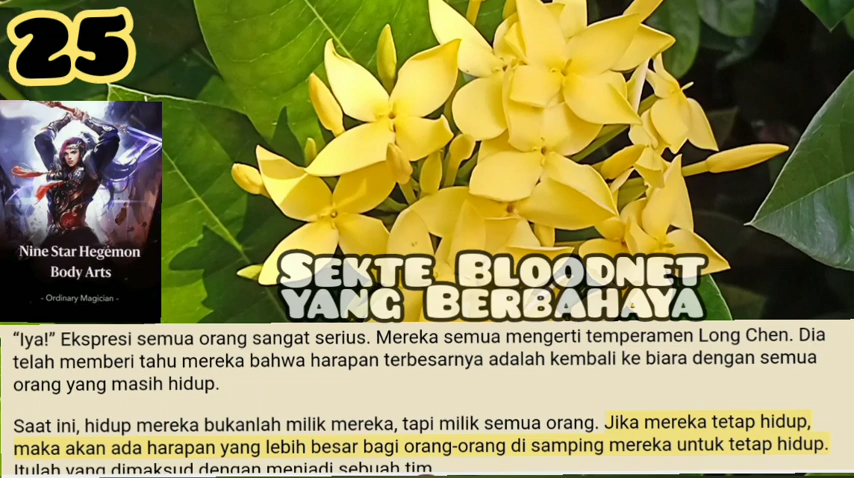 25
Nine Star Hegemon
Body Arts
- Ordinary Magician -
SEKTE BLOODNET
YANG BERBAHAYA
“Iya!” Ekspresi semua orang sangat serius. Mereka semua mengerti temperamen Long Chen. Dia
telah memberi tahu mereka bahwa harapan terbesarnya adalah kembali ke biara dengan semua
orang yang masih hidup.
Saat ini, hidup mereka bukanlah milik mereka, tapi milik semua orang. Jika mereka tetap hidup,
maka akan ada harapan yang lebih besar bagi orang-orang di samping mereka untuk tetap hidup.
Itulah yang dimaksud dengan menjadi sebuah tim